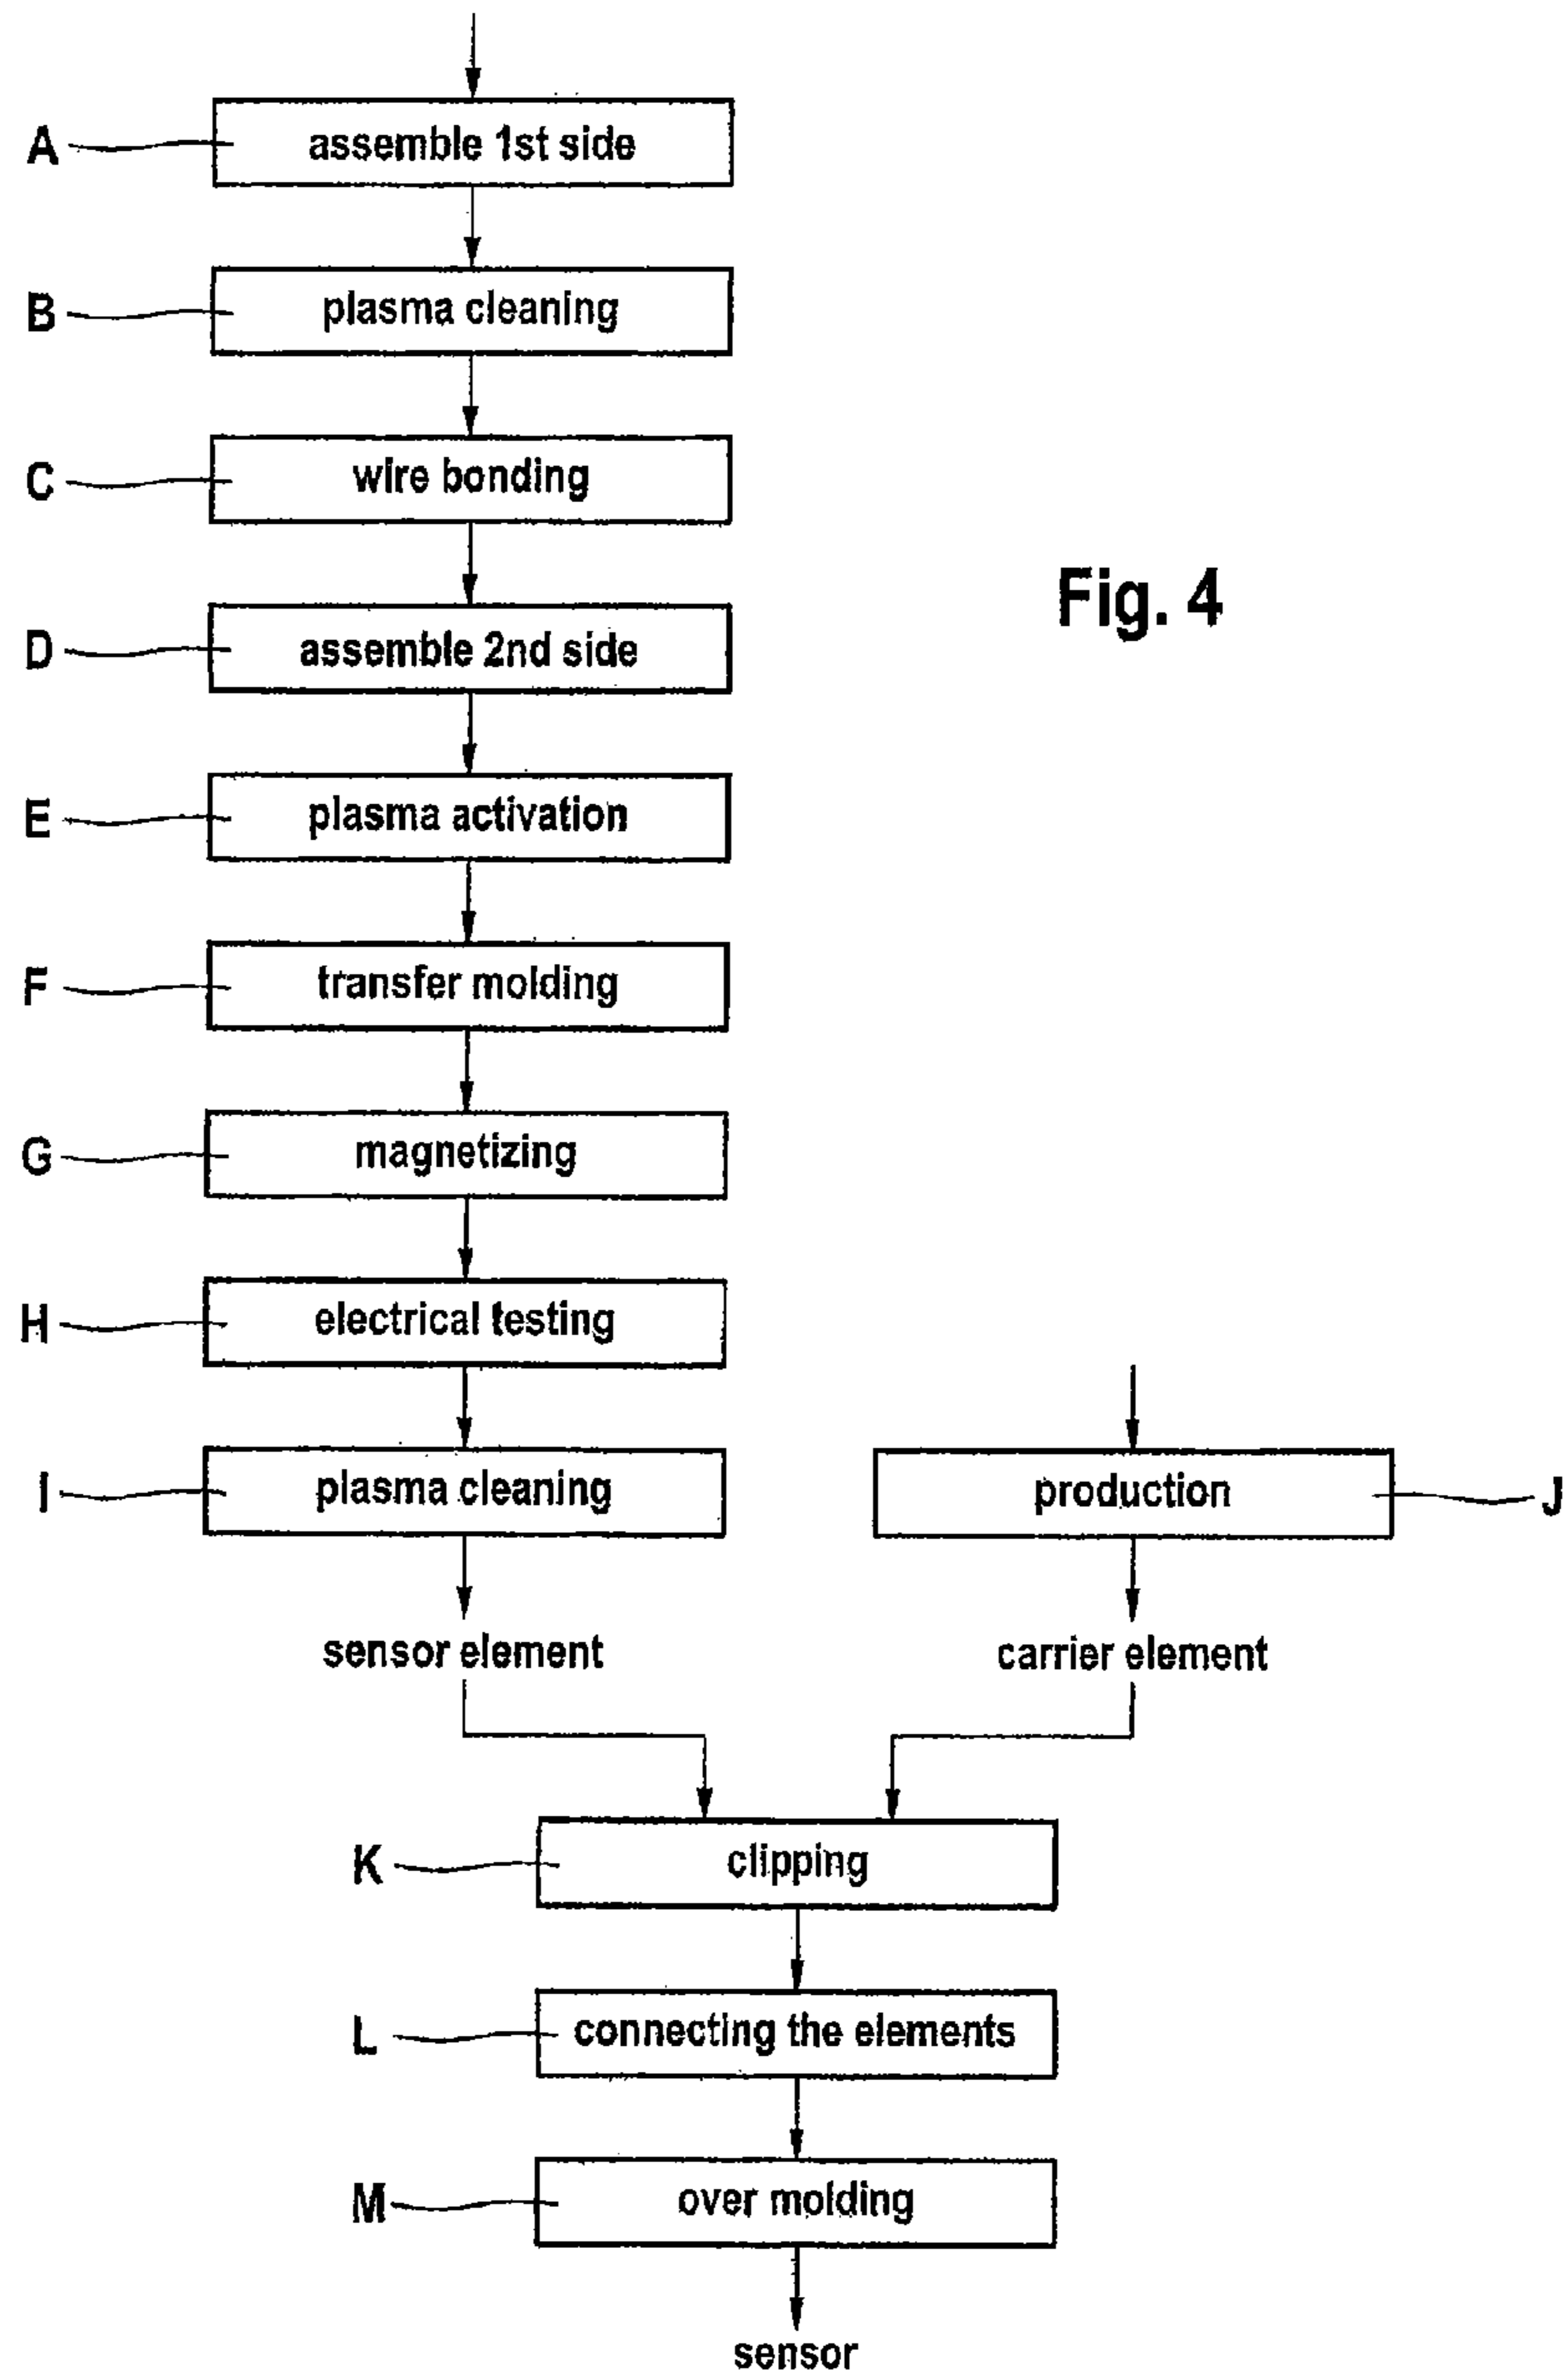 A assemble 1st side
B plasma cleaning
C wire bonding
Fig. 4
D assemble 2nd side
E plasma activation
F transfer molding
G magnetizing
H electrical testing
I plasma cleaning
production J
sensor element
carrier element
K clipping
L connecting the elements
M over molding
sensor